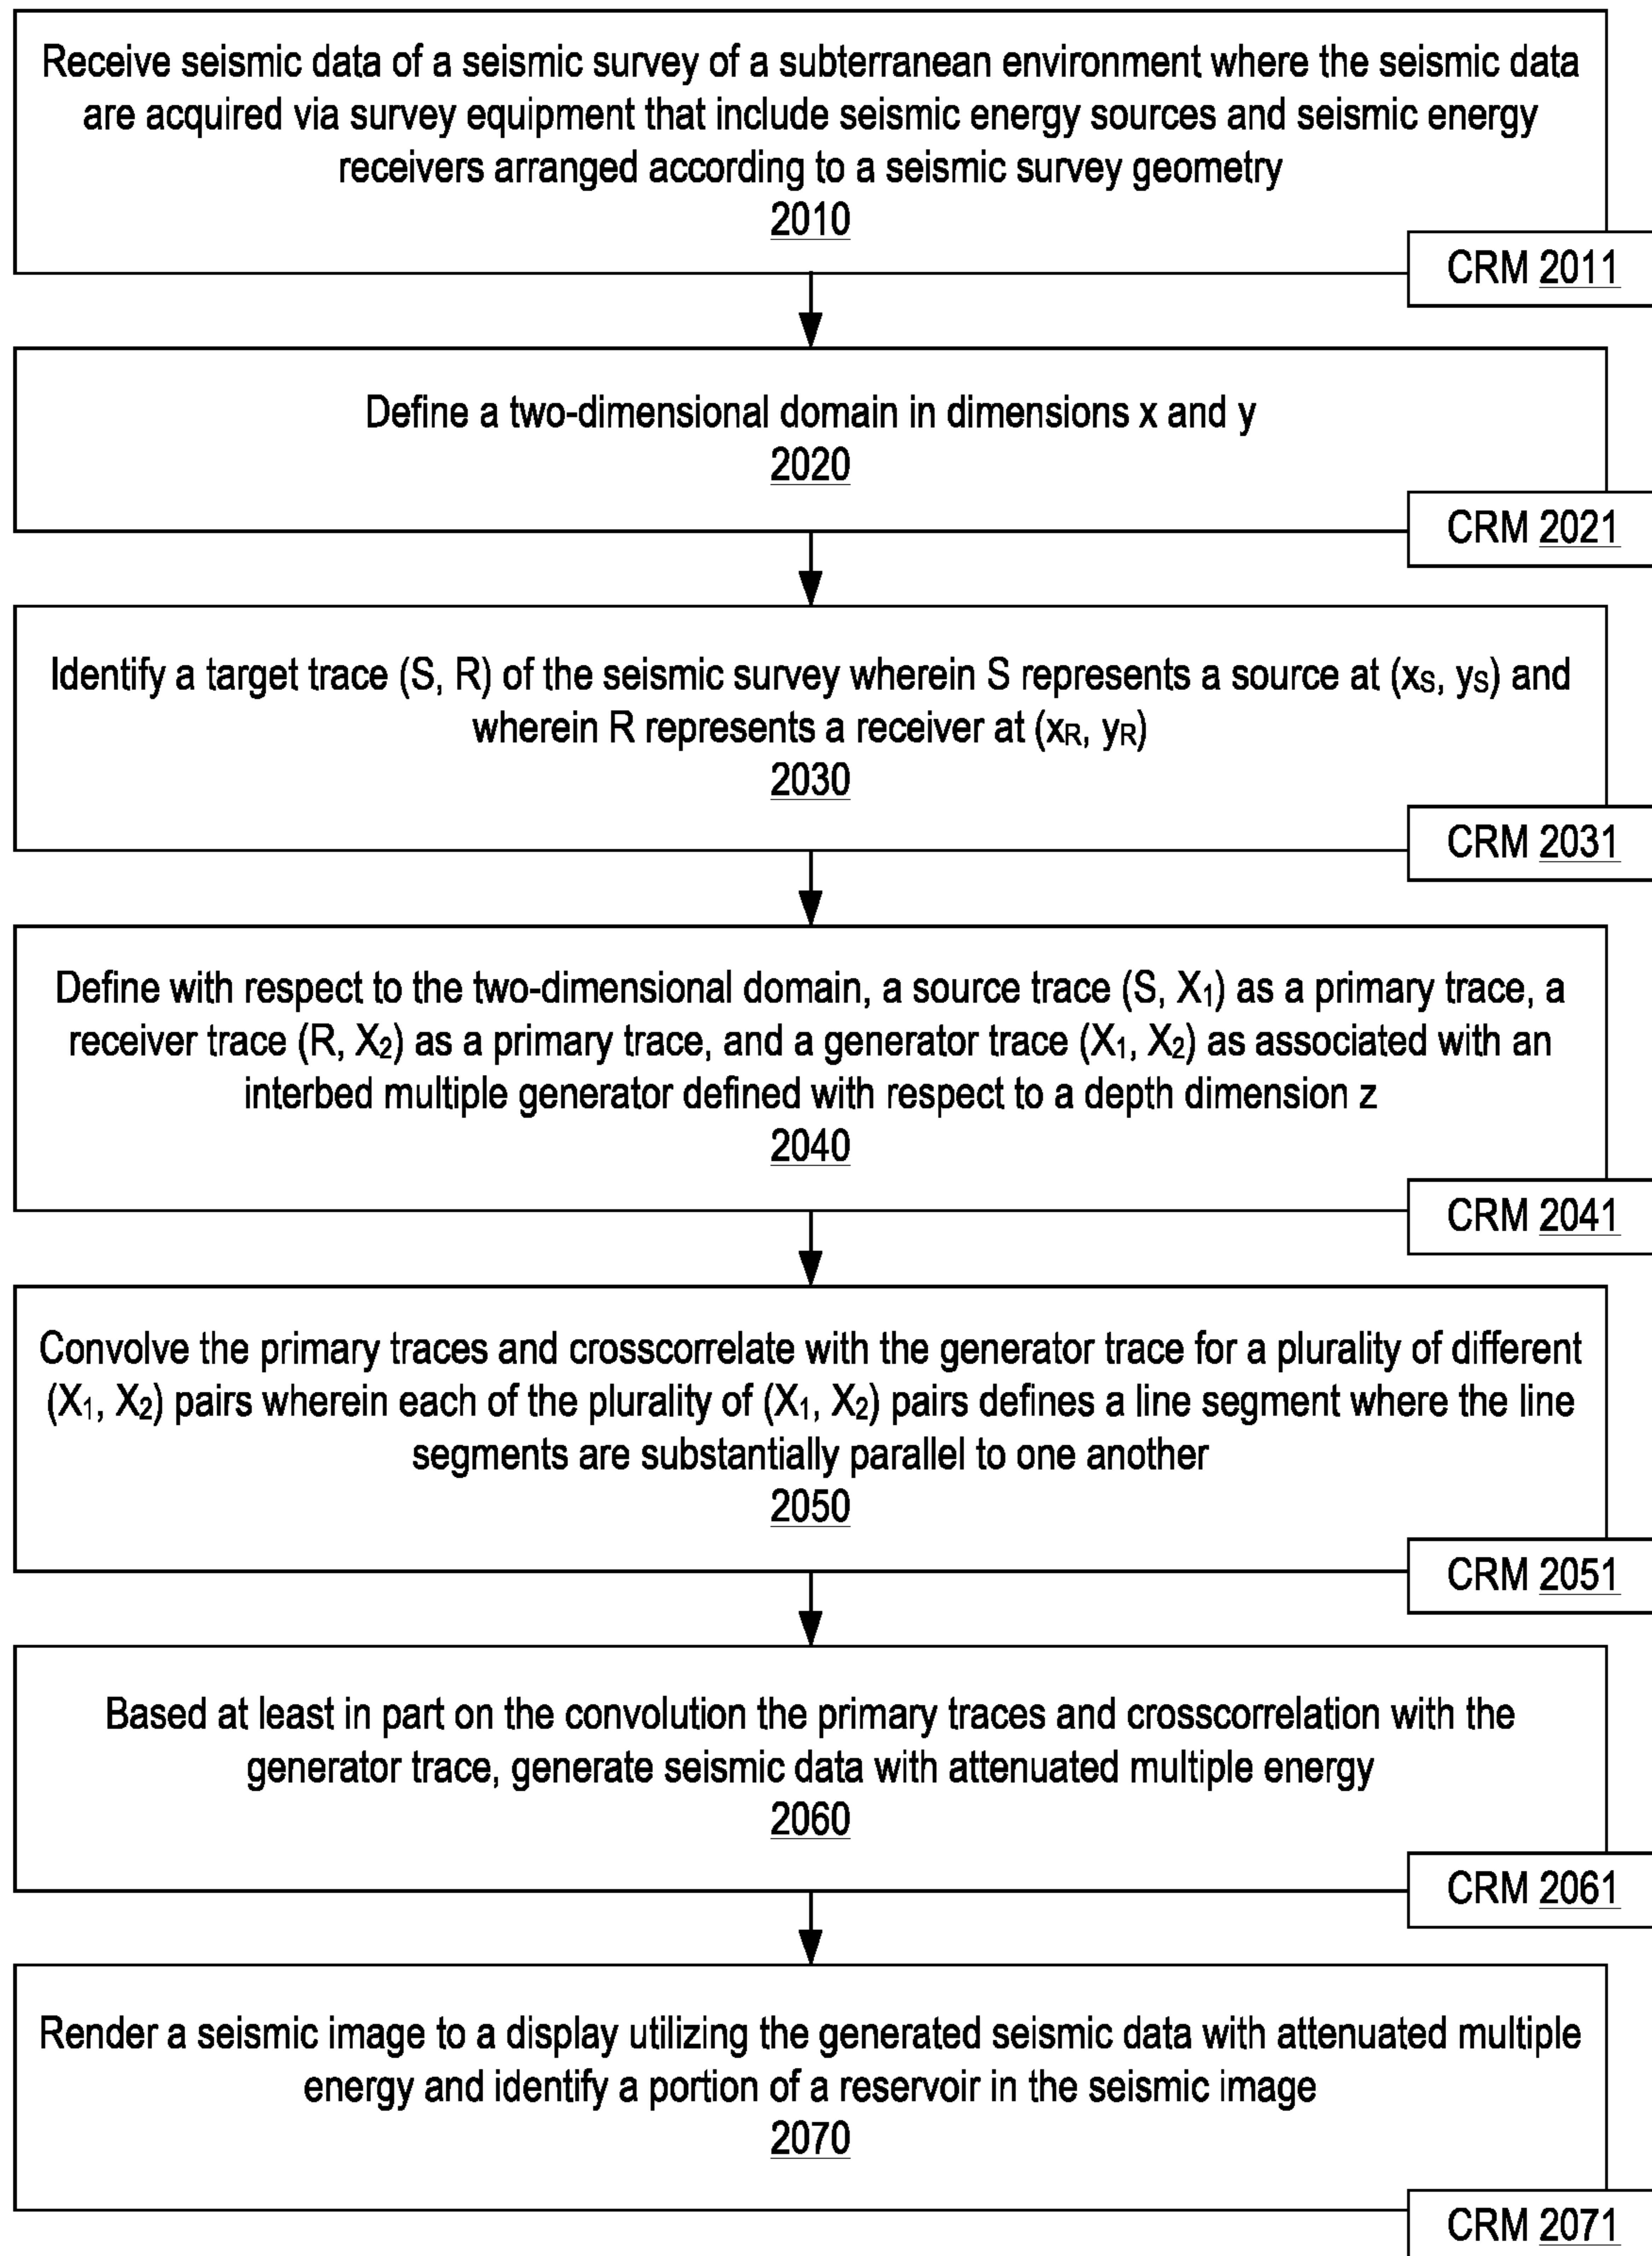 Receive seismic data of a seismic survey of a subterranean environment where the seismic data
are acquired via survey equipment that include seismic energy sources and seismic energy
receivers arranged according to a seismic survey geometry
2010
CRM 2011
Define a two-dimensional domain in dimensions x and y
2020
CRM 2021
Identify a target trace (S, R) of the seismic survey wherein S represents a source at (xS, yS) and
wherein R represents a receiver at (xR, yR)
2030
CRM 2031
Define with respect to the two-dimensional domain, a source trace (S, X1) as a primary trace, a
receiver trace (R, X2) as a primary trace, and a generator trace (X1, X2) as associated with an
interbed multiple generator defined with respect to a depth dimension z
2040
CRM 2041
Convolve the primary traces and crosscorrelate with the generator trace for a plurality of different
(X1, X2) pairs wherein each of the plurality of (X1, X2) pairs defines a line segment where the line
segments are substantially parallel to one another
2050
CRM 2051
Based at least in part on the convolution the primary traces and crosscorrelation with the
generator trace, generate seismic data with attenuated multiple energy
2060
CRM 2061
Render a seismic image to a display utilizing the generated seismic data with attenuated multiple
energy and identify a portion of a reservoir in the seismic image
2070
CRM 2071